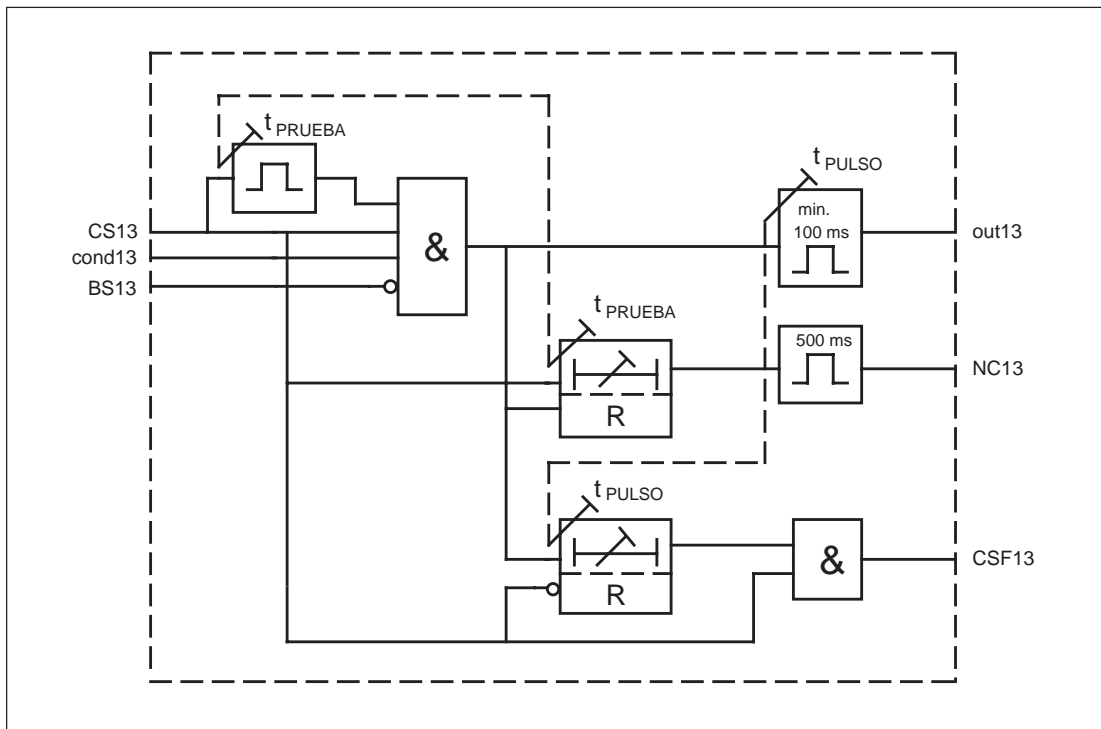 t PRUEBA
t PULSO
min.
100 ms
CS13
cond13
BS13
&
out13
t PRUEBA
500 ms
NC13
R
t PULSO
R
&
CSF13